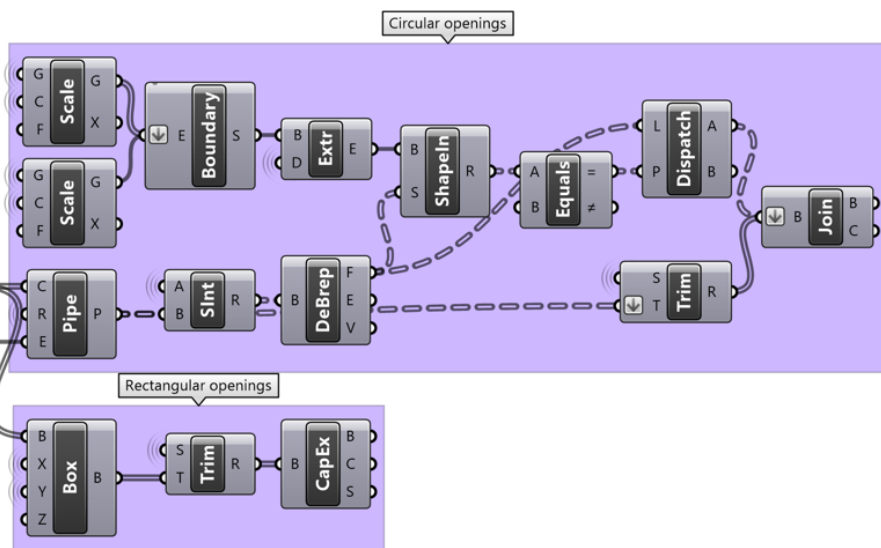 Circular openings
G
C
F
Scale
G
X
G
C
F
Scale
G
X
E
Boundary
S
B
D
Extr
E
B
S
ShapeIn
R
A
B
Equals
=
≠
L
P
Dispatch
A
B
C
R
E
Pipe
P
A
B
SInt
R
B
DeBrep
F
E
V
S
T
Trim
R
B
Join
B
C
Rectangular openings
B
X
Y
Z
Box
B
S
T
Trim
R
B
CapEx
B
C
S